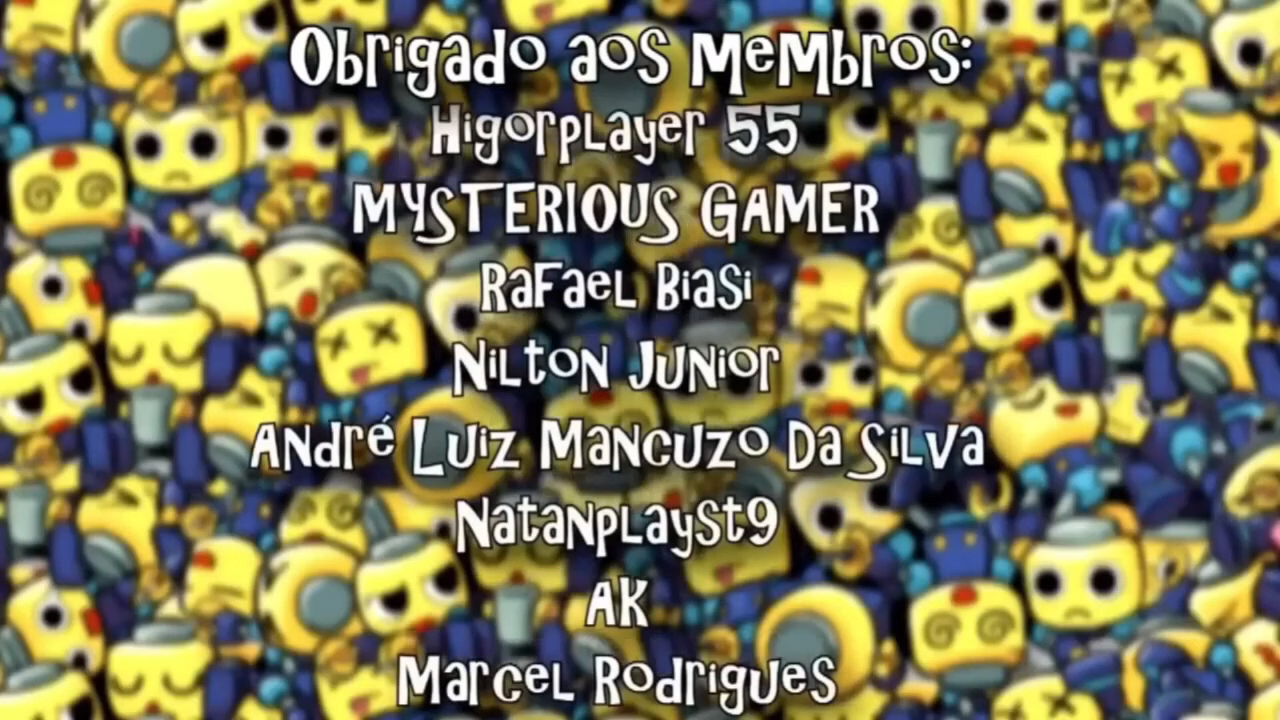 Obrigado aos Membros:
Higorplayer 55
MYSTERIOUS GAMER
Rafael Biasi
Nilton Junior
André Luiz Mancuzo Da Silva
Natanplayst9
AK
Marcel Rodrigues